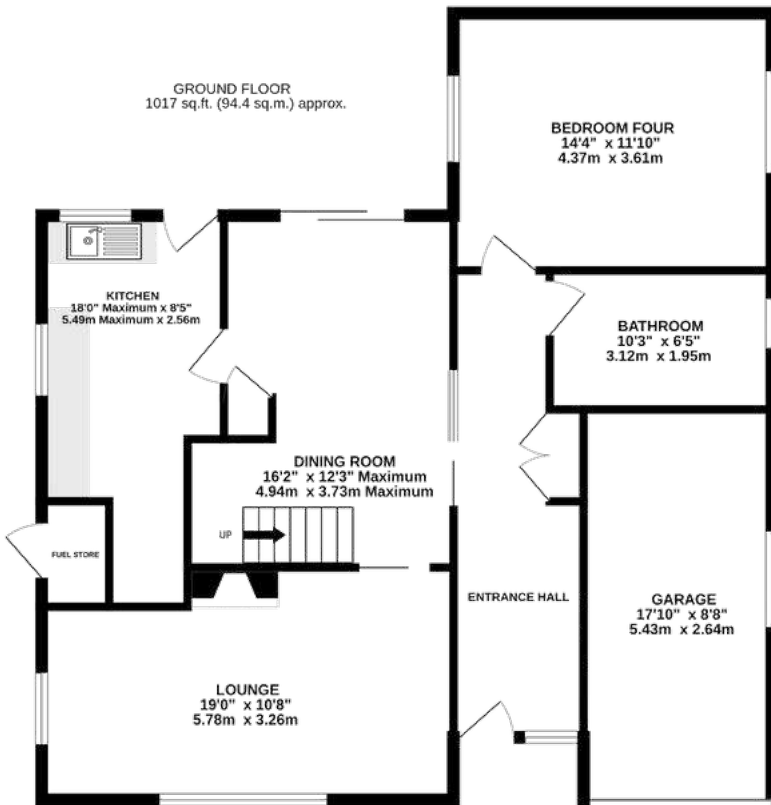 GROUND FLOOR
1017 sq.ft. (94.4 sq.m.) approx.
BEDROOM FOUR
14'4" x 11'10"
4.37m x 3.61m
KITCHEN
18'0" Maximum x 8'5"
5.49m Maximum x 2.56m
BATHROOM
10'3" x 6'5"
3.12m x 1.95m
DINING ROOM
16'2" x 12'3" Maximum
4.94m x 3.73m Maximum
UP
FUEL STORE
ENTRANCE HALL
GARAGE
17'10" x 8'8"
5.43m x 2.64m
LOUNGE
19'0" x 10'8"
5.78m x 3.26m